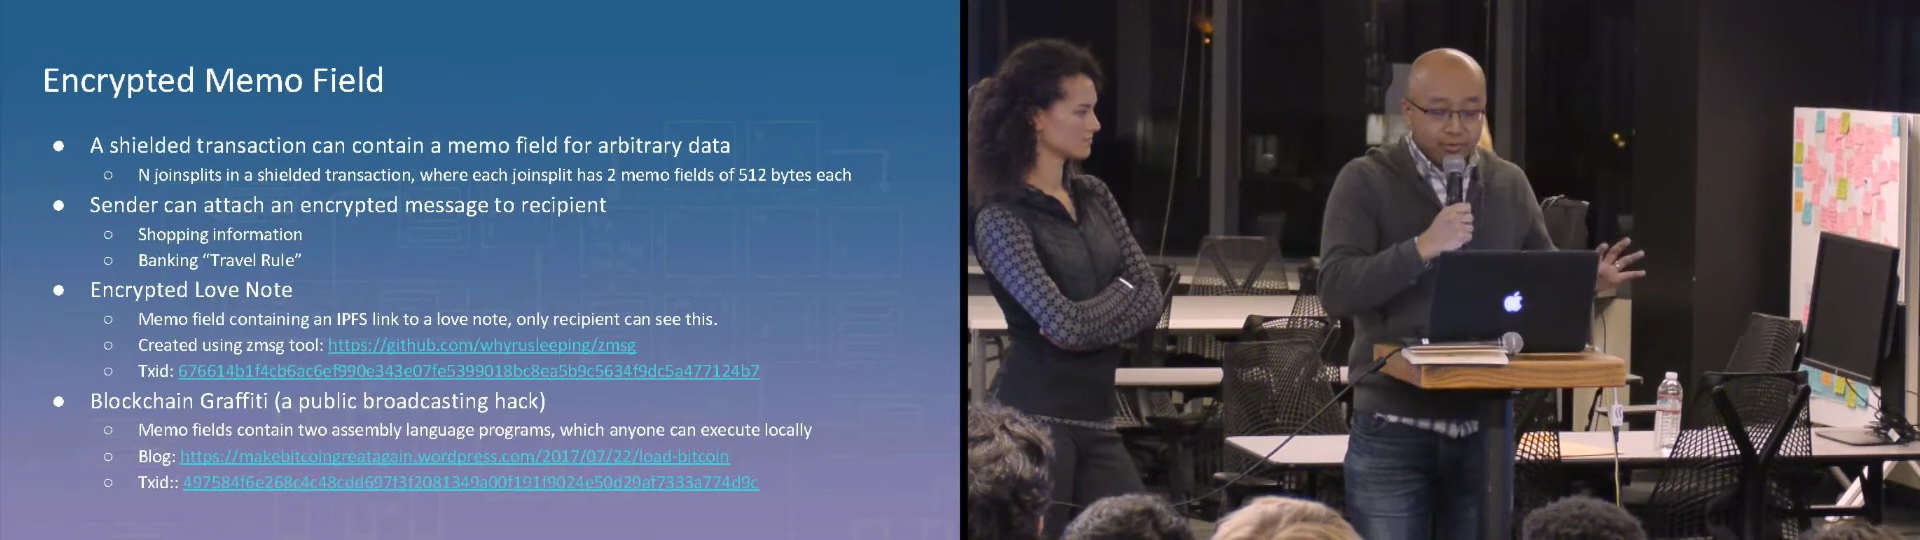 Encrypted Memo Field
● A shielded transaction can contain a memo field for arbitrary data
○ N joinsplits in a shielded transaction, where each joinsplit has 2 memo fields of 512 bytes each
● Sender can attach an encrypted message to recipient
○ Shopping information
○ Banking “Travel Rule”
● Encrypted Love Note
○ Memo field containing an IPFS link to a love note, only recipient can see this.
○ Created using zmsg tool: https://github.com/whyrusleeping/zmsg
○ Txid: 676614b1f4cb6ac6ef990e343e07fe5399018bc8ea5b9c5634f9dc5a477124b7
● Blockchain Graffiti (a public broadcasting hack)
○ Memo fields contain two assembly language programs, which anyone can execute locally
○ Blog: https://makebitcoingreatagain.wordpress.com/2017/07/22/load-bitcoin
○ Txid:: 497584f6e268c4c48cdd697f3f2081349a00f191f9024e50d29af7333a774d9c